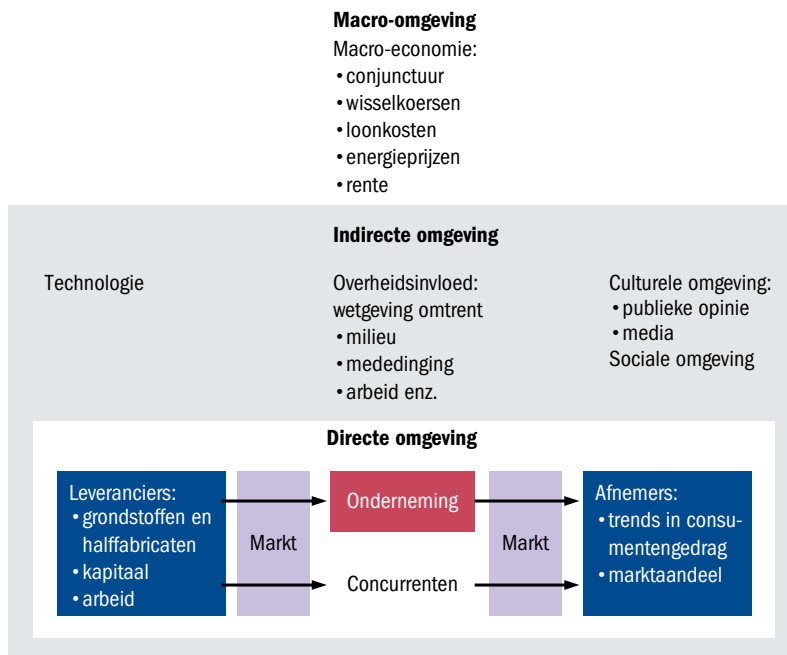 Macro-omgeving
Macro-economie:
• conjunctuur
• wisselkoersen
• loonkosten
• energieprijzen
• rente
Indirecte omgeving
Technologie
Overheidsinvloed:
wetgeving omtrent
• milieu
• mededinging
• arbeid enz.
Culturele omgeving:
• publieke opinie
• media
Sociale omgeving
Directe omgeving
Leveranciers:
• grondstoffen en
halffabricaten
• kapitaal
• arbeid
Markt
Onderneming
Concurrenten
Markt
Afnemers:
• trends in consu-
mentengedrag
• marktaandeel